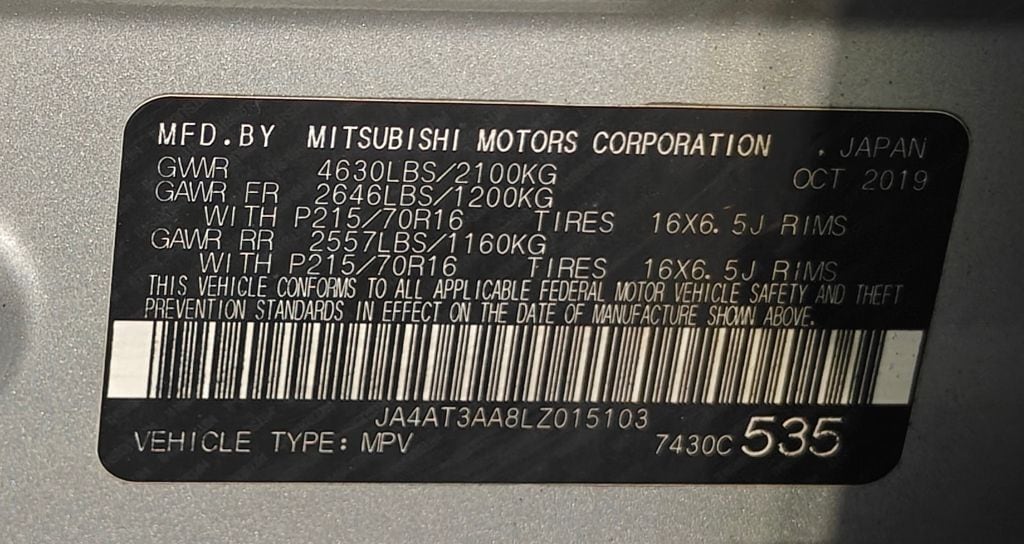 MFD.BY MITSUBISHI MOTORS CORPORATION . JAPAN
GVWR 4630LBS/2100KG OCT 2019
GAWR FR 2646LBS/1200KG
WITH P215/70R16 TIRES 16X6.5J RIMS
GAWR RR 2557LBS/1160KG
WITH P215/70R16 TIRES 16X6.5J RIMS
THIS VEHICLE CONFORMS TO ALL APPLICABLE FEDERAL MOTOR VEHICLE SAFETY AND THEFT
PREVENTION STANDARDS IN EFFECT ON THE DATE OF MANUFACTURE SHOWN ABOVE.
JA4AT3AA8LZ015103
VEHICLE TYPE: MPV 7430C 535